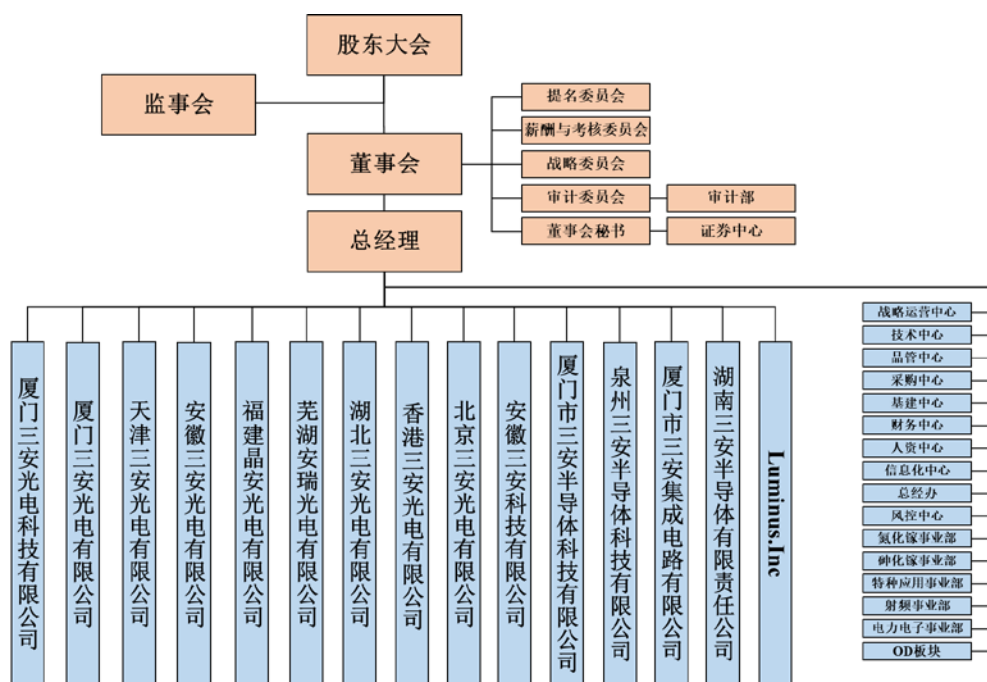 股东大会
监事会
董事会
总经理
提名委员会
薪酬与考核委员会
战略委员会
审计委员会
审计部
董事会秘书
证券中心
厦门三安光电科技有限公司
厦门三安光电有限公司
天津三安光电有限公司
安徽三安光电有限公司
福建晶安光电有限公司
芜湖安瑞光电有限公司
湖北三安光电有限公司
香港三安光电有限公司
北京三安光电有限公司
安徽三安科技有限公司
厦门市三安半导体科技有限公司
泉州三安半导体科技有限公司
厦门市三安集成电路有限公司
湖南三安半导体有限责任公司
Luminus.Inc
战略运营中心
技术中心
品管中心
采购中心
基建中心
财务中心
人资中心
信息化中心
总经办
风控中心
氮化镓事业部
砷化镓事业部
特种应用事业部
射频事业部
电力电子事业部
OD板块